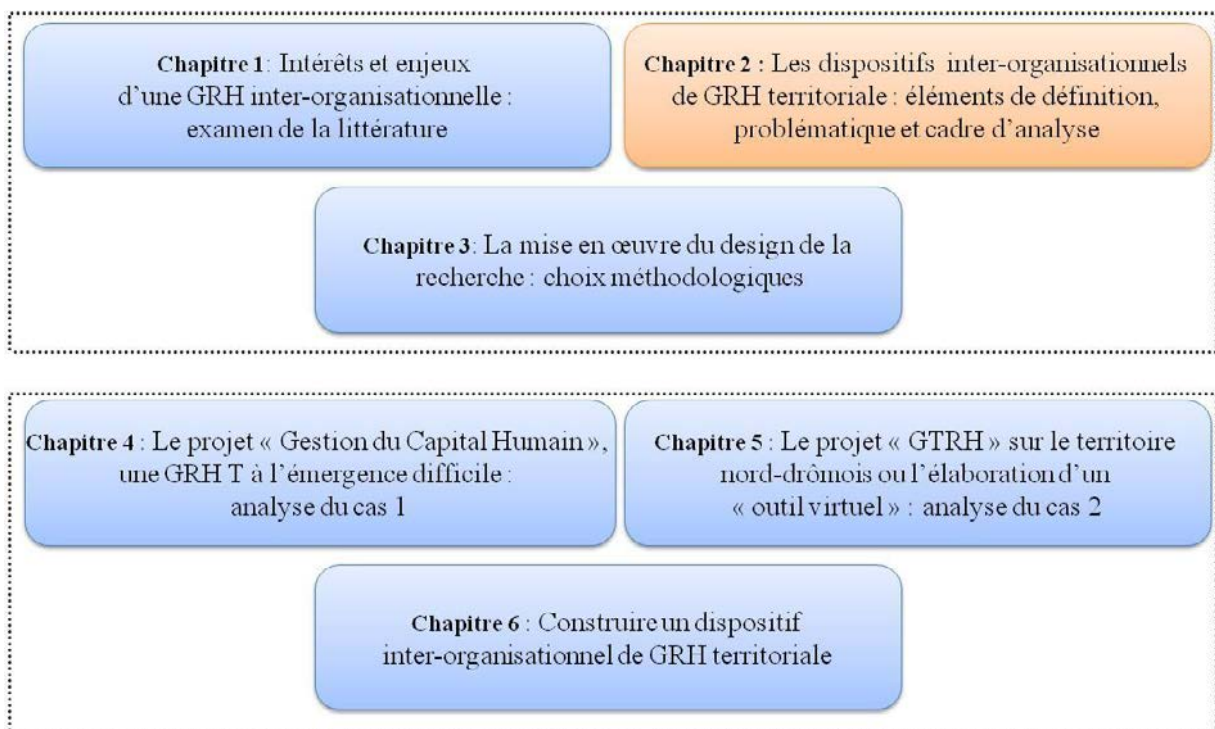 Chapitre 1: Intérêts et enjeux
d'une GRH inter-organisationnelle :
examen de la littérature
Chapitre 2 : Les dispositifs inter-organisationnels
de GRH territoriale : éléments de définition,
problématique et cadre d'analyse
Chapitre 3: La mise en œuvre du design de la
recherche : choix méthodologiques
Chapitre 4 : Le projet « Gestion du Capital Humain »,
une GRH T à l'émergence difficile :
analyse du cas 1
Chapitre 5 : Le projet « GTRH » sur le territoire
nord-drômois ou l'élaboration d'un
« outil virtuel » : analyse du cas 2
Chapitre 6 : Construire un dispositif
inter-organisationnel de GRH territoriale